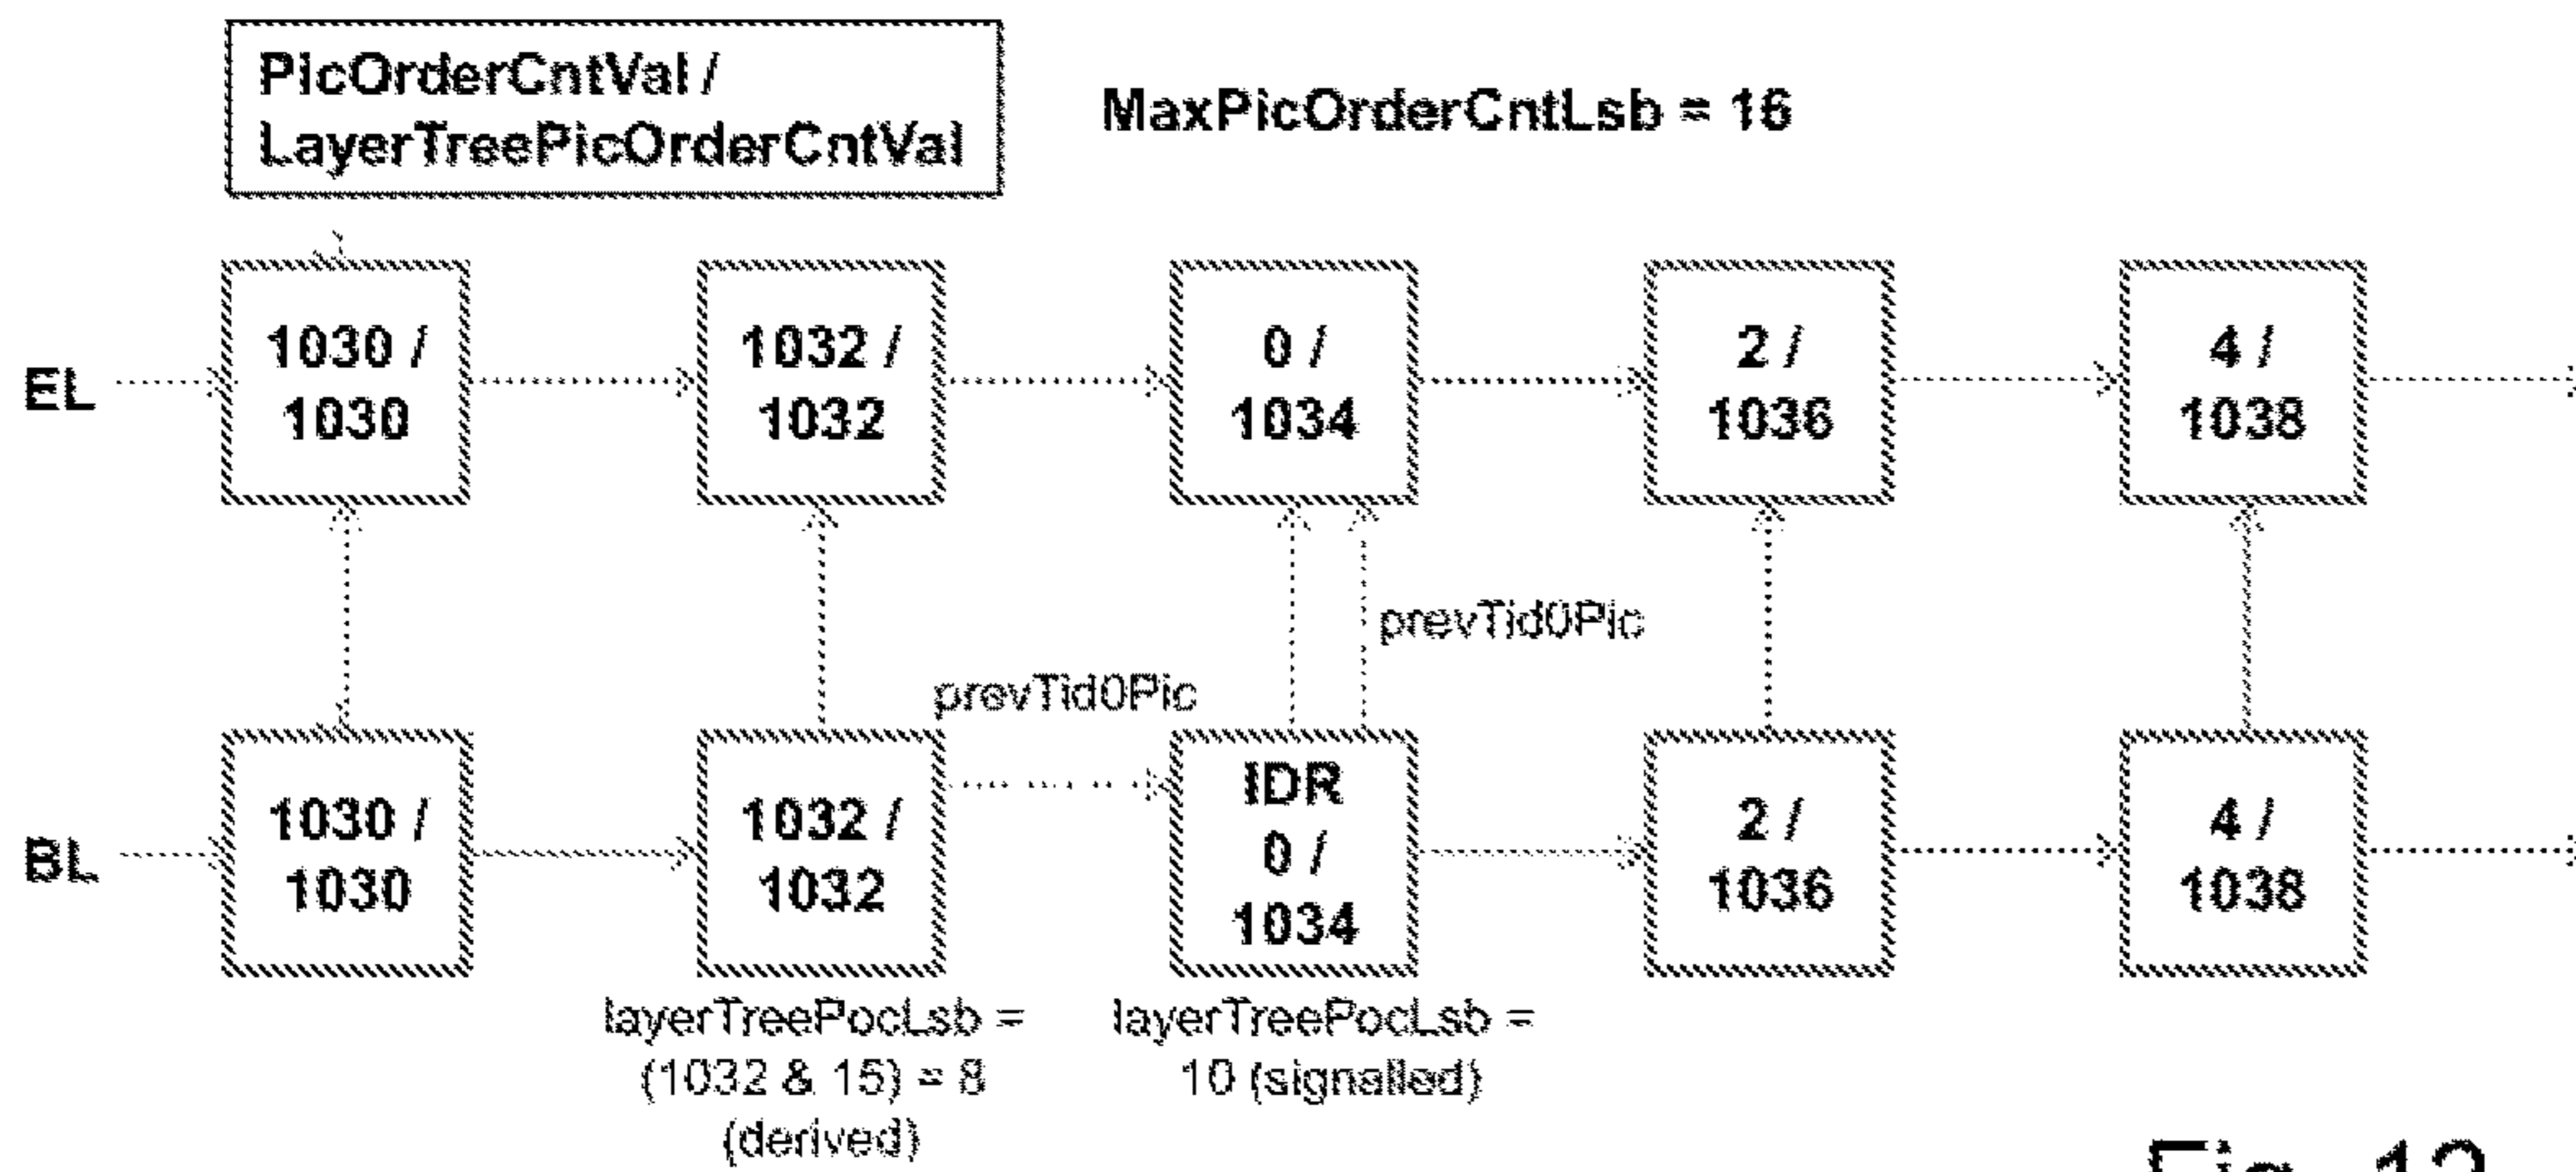 PicOrderCntVal /
LayerTreePicOrderCntVal
MaxPicOrderCntLsb = 16
EL
1030 /
1030
1032 /
1032
0 /
1034
2 /
1036
4 /
1038
prevTid0Pic
prevTid0Pic
BL
1030 /
1030
1032 /
1032
IDR
0 /
1034
2 /
1036
4 /
1038
layerTreePocLsb =
(1032 & 15) = 8
(derived)
layerTreePocLsb =
10 (signalled)